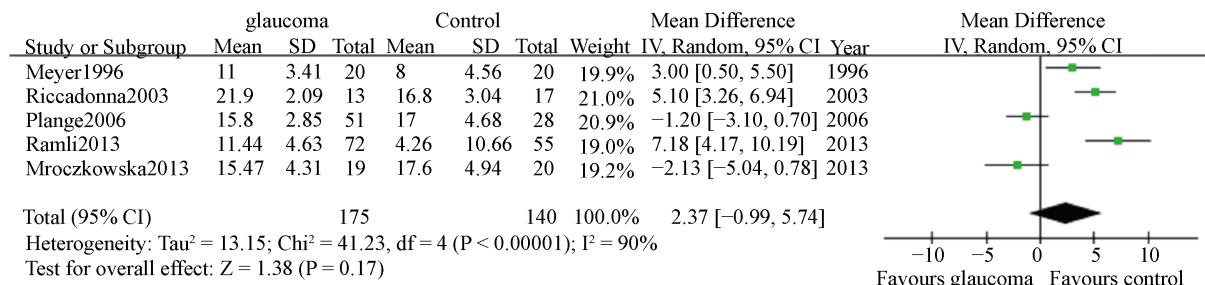 glaucoma Control Mean Difference Mean Difference
Study or Subgroup Mean SD Total Mean SD Total Weight IV, Random, 95% CI Year IV, Random, 95% CI
Meyer1996 11 3.41 20 8 4.56 20 19.9% 3.00 [0.50, 5.50] 1996
Riccadonna2003 21.9 2.09 13 16.8 3.04 17 21.0% 5.10 [3.26, 6.94] 2003
Plange2006 15.8 2.85 51 17 4.68 28 20.9% −1.20 [−3.10, 0.70] 2006
Ramli2013 11.44 4.63 72 4.26 10.66 55 19.0% 7.18 [4.17, 10.19] 2013
Mroczkowska2013 15.47 4.31 19 17.6 4.94 20 19.2% −2.13 [−5.04, 0.78] 2013
Total (95% CI) 175 140 100.0% 2.37 [−0.99, 5.74]
Heterogeneity: Tau² = 13.15; Chi² = 41.23, df = 4 (P < 0.00001); I² = 90%
Test for overall effect: Z = 1.38 (P = 0.17)
−10 −5 0 5 10
Favours glaucoma Favours control